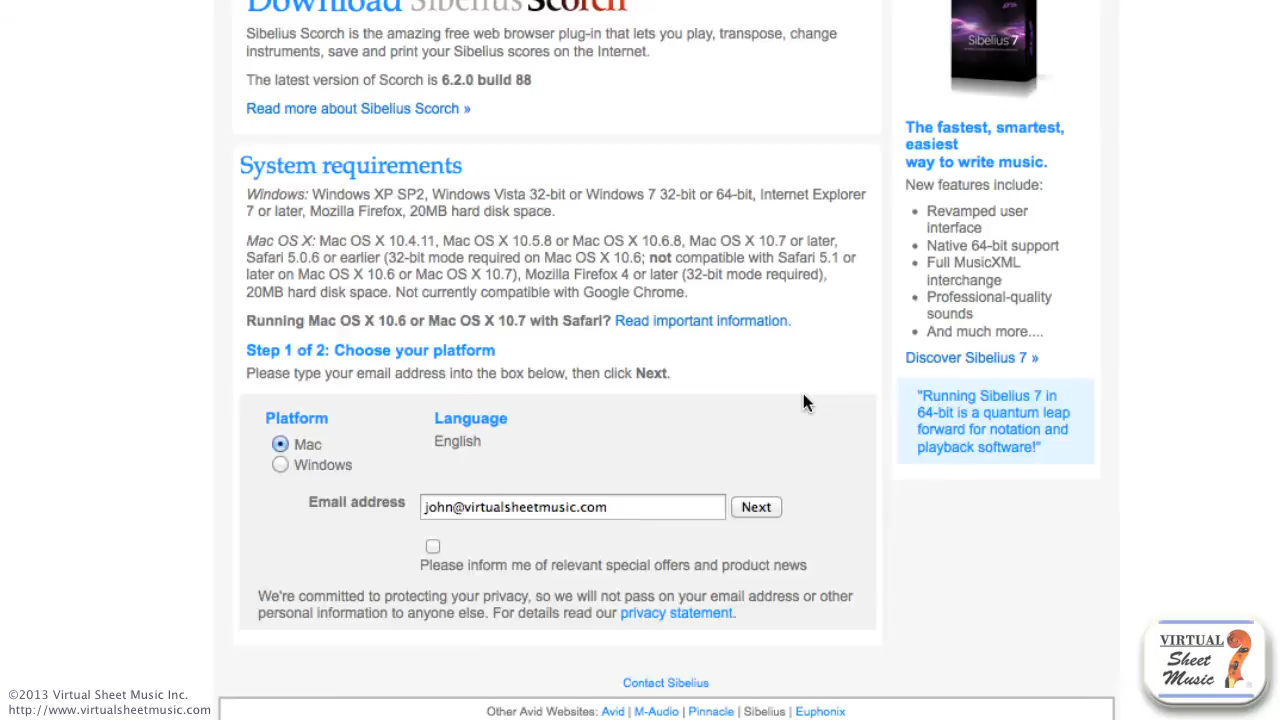 Download Sibelius Scorch
Sibelius Scorch is the amazing free web browser plug-in that lets you play, transpose, change
instruments, save and print your Sibelius scores on the Internet.
The latest version of Scorch is 6.2.0 build 88
Read more about Sibelius Scorch »
System requirements
Windows: Windows XP SP2, Windows Vista 32-bit or Windows 7 32-bit or 64-bit, Internet Explorer
7 or later, Mozilla Firefox, 20MB hard disk space.
Mac OS X: Mac OS X 10.4.11, Mac OS X 10.5.8 or Mac OS X 10.6.8, Mac OS X 10.7 or later,
Safari 5.0.6 or earlier (32-bit mode required on Mac OS X 10.6; not compatible with Safari 5.1 or
later on Mac OS X 10.6 or Mac OS X 10.7), Mozilla Firefox 4 or later (32-bit mode required),
20MB hard disk space. Not currently compatible with Google Chrome.
Running Mac OS X 10.6 or Mac OS X 10.7 with Safari? Read important information.
Step 1 of 2: Choose your platform
Please type your email address into the box below, then click Next.
Platform
Language
Mac
English
Windows
Email address
john@virtualsheetmusic.com
Next
Please inform me of relevant special offers and product news
We're committed to protecting your privacy, so we will not pass on your email address or other
personal information to anyone else. For details read our privacy statement.
Sibelius 7
The fastest, smartest,
easiest
way to write music.
New features include:
• Revamped user
interface
• Native 64-bit support
• Full MusicXML
interchange
• Professional-quality
sounds
• And much more....
Discover Sibelius 7 »
"Running Sibelius 7 in
64-bit is a quantum leap
forward for notation and
playback software!"
Contact Sibelius
Other Avid Websites: Avid | M-Audio | Pinnacle | Sibelius | Euphonix
©2013 Virtual Sheet Music Inc.
http://www.virtualsheetmusic.com
VIRTUAL
Sheet
Music